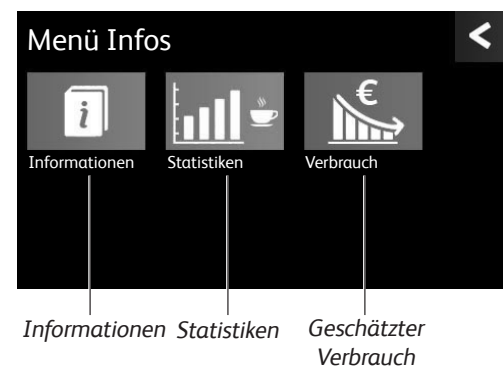 Menü Infos
Informationen Statistiken Verbrauch
Informationen Statistiken Geschätzter
Verbrauch